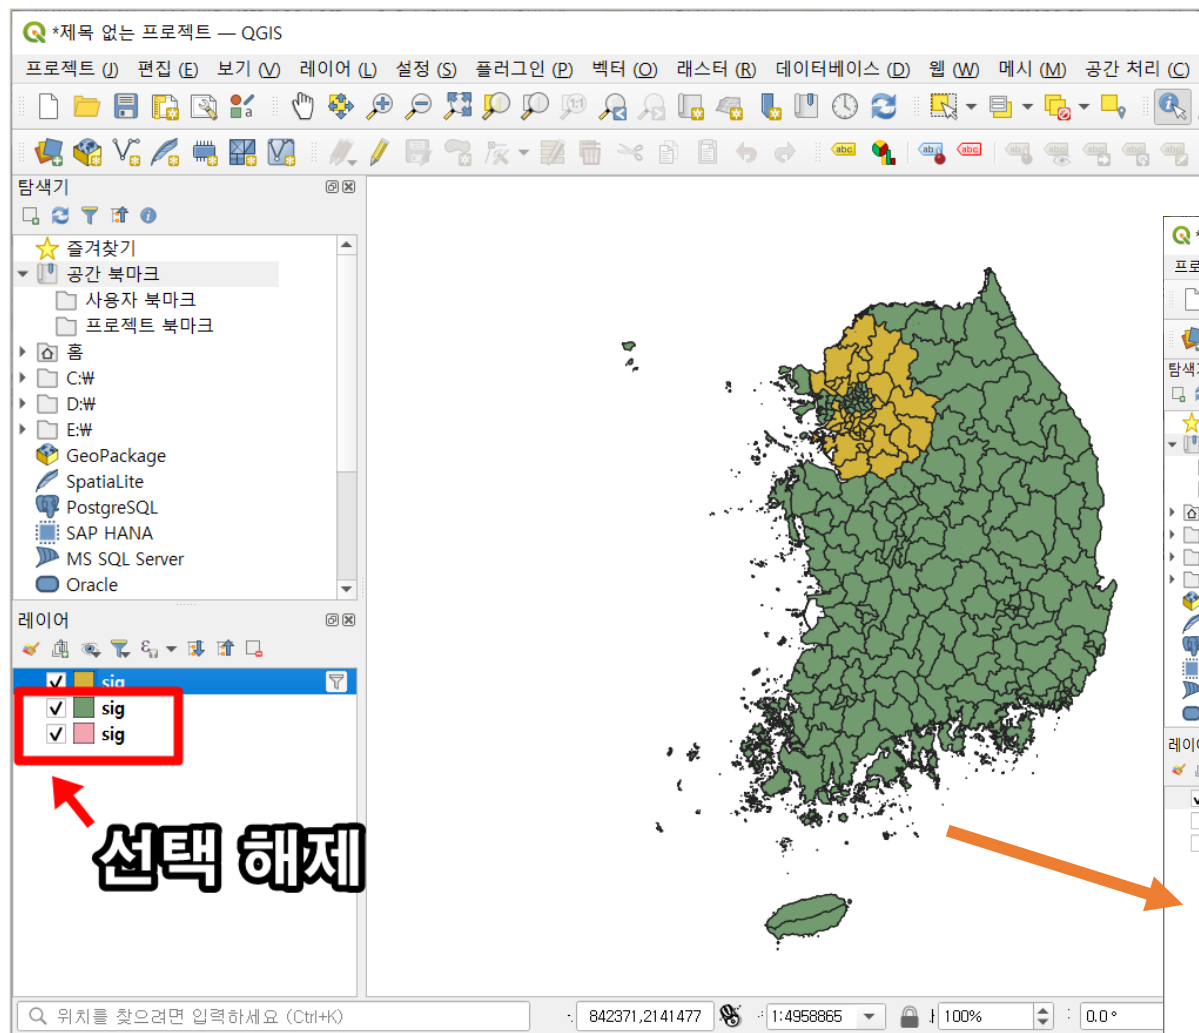 *제목 없는 프로젝트 — QGIS
프로젝트 (J) 편집 (E) 보기 (V) 레이어 (L) 설정 (S) 플러그인 (P) 벡터 (O) 래스터 (R) 데이터베이스 (D) 웹 (W) 메시 (M) 공간 처리 (C)
탐색기
즐겨찾기
공간 북마크
사용자 북마크
프로젝트 북마크
홈
C:₩
D:₩
E:₩
GeoPackage
SpatiaLite
PostgreSQL
SAP HANA
MS SQL Server
Oracle
레이어
sig
sig
sig
선택 해제
위치를 찾으려면 입력하세요 (Ctrl+K)
842371,2141477
1:4958865
100%
0.0 °